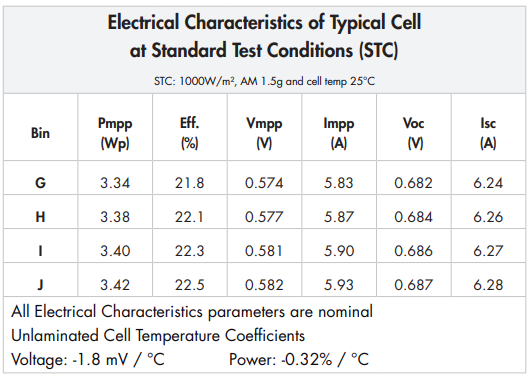 Electrical Characteristics of Typical Cell
at Standard Test Conditions (STC)
STC: 1000W/m², AM 1.5g and cell temp 25°C
Bin Pmpp (Wp) Eff. (%) Vmpp (V) Impp (A) Voc (V) Isc (A)
G 3.34 21.8 0.574 5.83 0.682 6.24
H 3.38 22.1 0.577 5.87 0.684 6.26
I 3.40 22.3 0.581 5.90 0.686 6.27
J 3.42 22.5 0.582 5.93 0.687 6.28
All Electrical Characteristics parameters are nominal
Unlaminated Cell Temperature Coefficients
Voltage: -1.8 mV / °C Power: -0.32% / °C